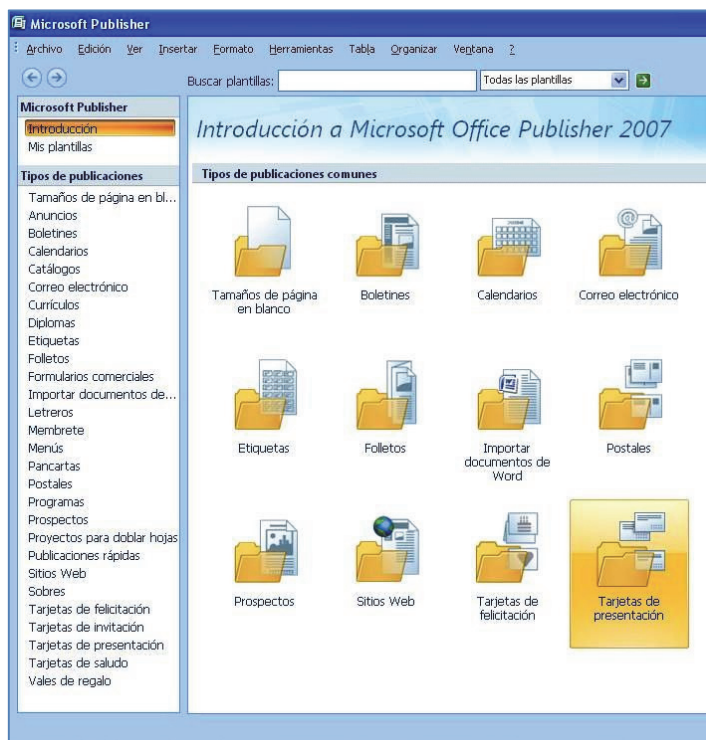 Microsoft Publisher
Archivo Edición Ver Insertar Formato Herramientas Tabla Organizar Ventana ?
Buscar plantillas: Todas las plantillas
Microsoft Publisher
Introducción
Mis plantillas
Tipos de publicaciones
Tamaños de página en bl...
Anuncios
Boletines
Calendarios
Catálogos
Correo electrónico
Currículos
Diplomas
Etiquetas
Folletos
Formularios comerciales
Importar documentos de...
Letreros
Membrete
Menús
Pancartas
Postales
Programas
Prospectos
Proyectos para doblar hojas
Publicaciones rápidas
Sitios Web
Sobres
Tarjetas de felicitación
Tarjetas de invitación
Tarjetas de presentación
Tarjetas de saludo
Vales de regalo
Introducción a Microsoft Office Publisher 2007
Tipos de publicaciones comunes
Tamaños de página
en blanco
Boletines
Calendarios
Correo electrónico
Etiquetas
Folletos
Importar
documentos de
Word
Postales
Prospectos
Sitios Web
Tarjetas de
felicitación
Tarjetas de
presentación